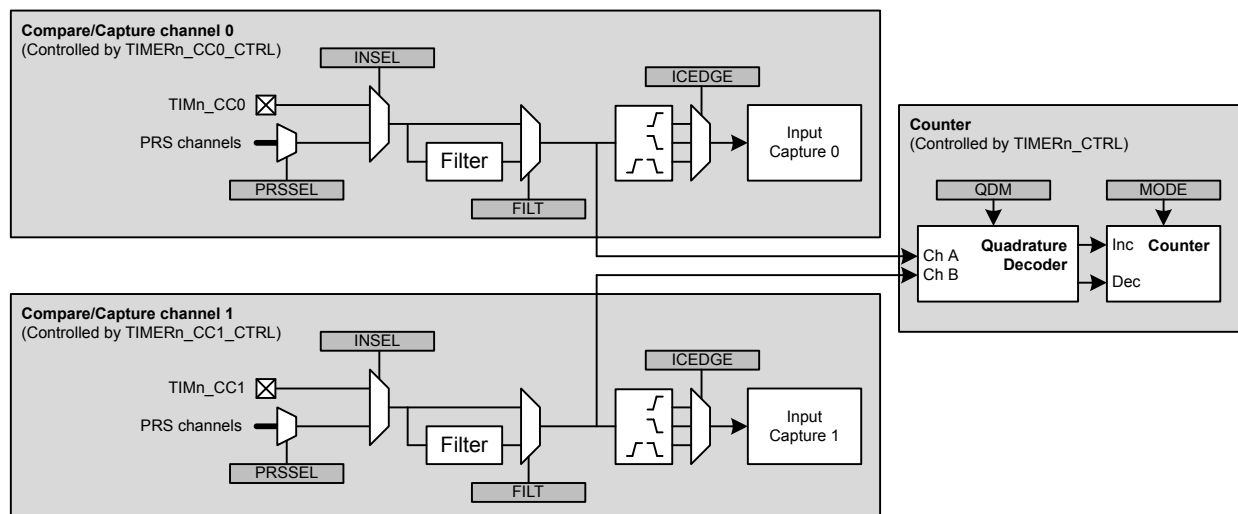 Compare/Capture channel 0
(Controlled by TIMERn_CC0_CTRL)
INSEL
ICEDGE
TIMn_CC0
PRS channels
Filter
Input
Capture 0
PRSSEL
FILT
Counter
(Controlled by TIMERn_CTRL)
QDM
MODE
Ch A
Ch B
Quadrature
Decoder
Inc
Counter
Dec
Compare/Capture channel 1
(Controlled by TIMERn_CC1_CTRL)
INSEL
ICEDGE
TIMn_CC1
PRS channels
Filter
Input
Capture 1
PRSSEL
FILT